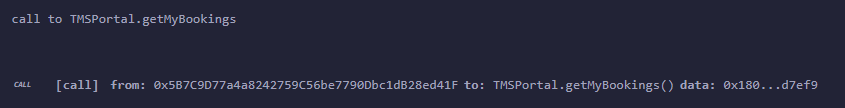 call to TMSPortal.getMyBookings
CALL [call] from: 0x5B7C9D77a4a8242759C56be7790Dbc1dB28ed41F to: TMSPortal.getMyBookings() data: 0x180...d7ef9